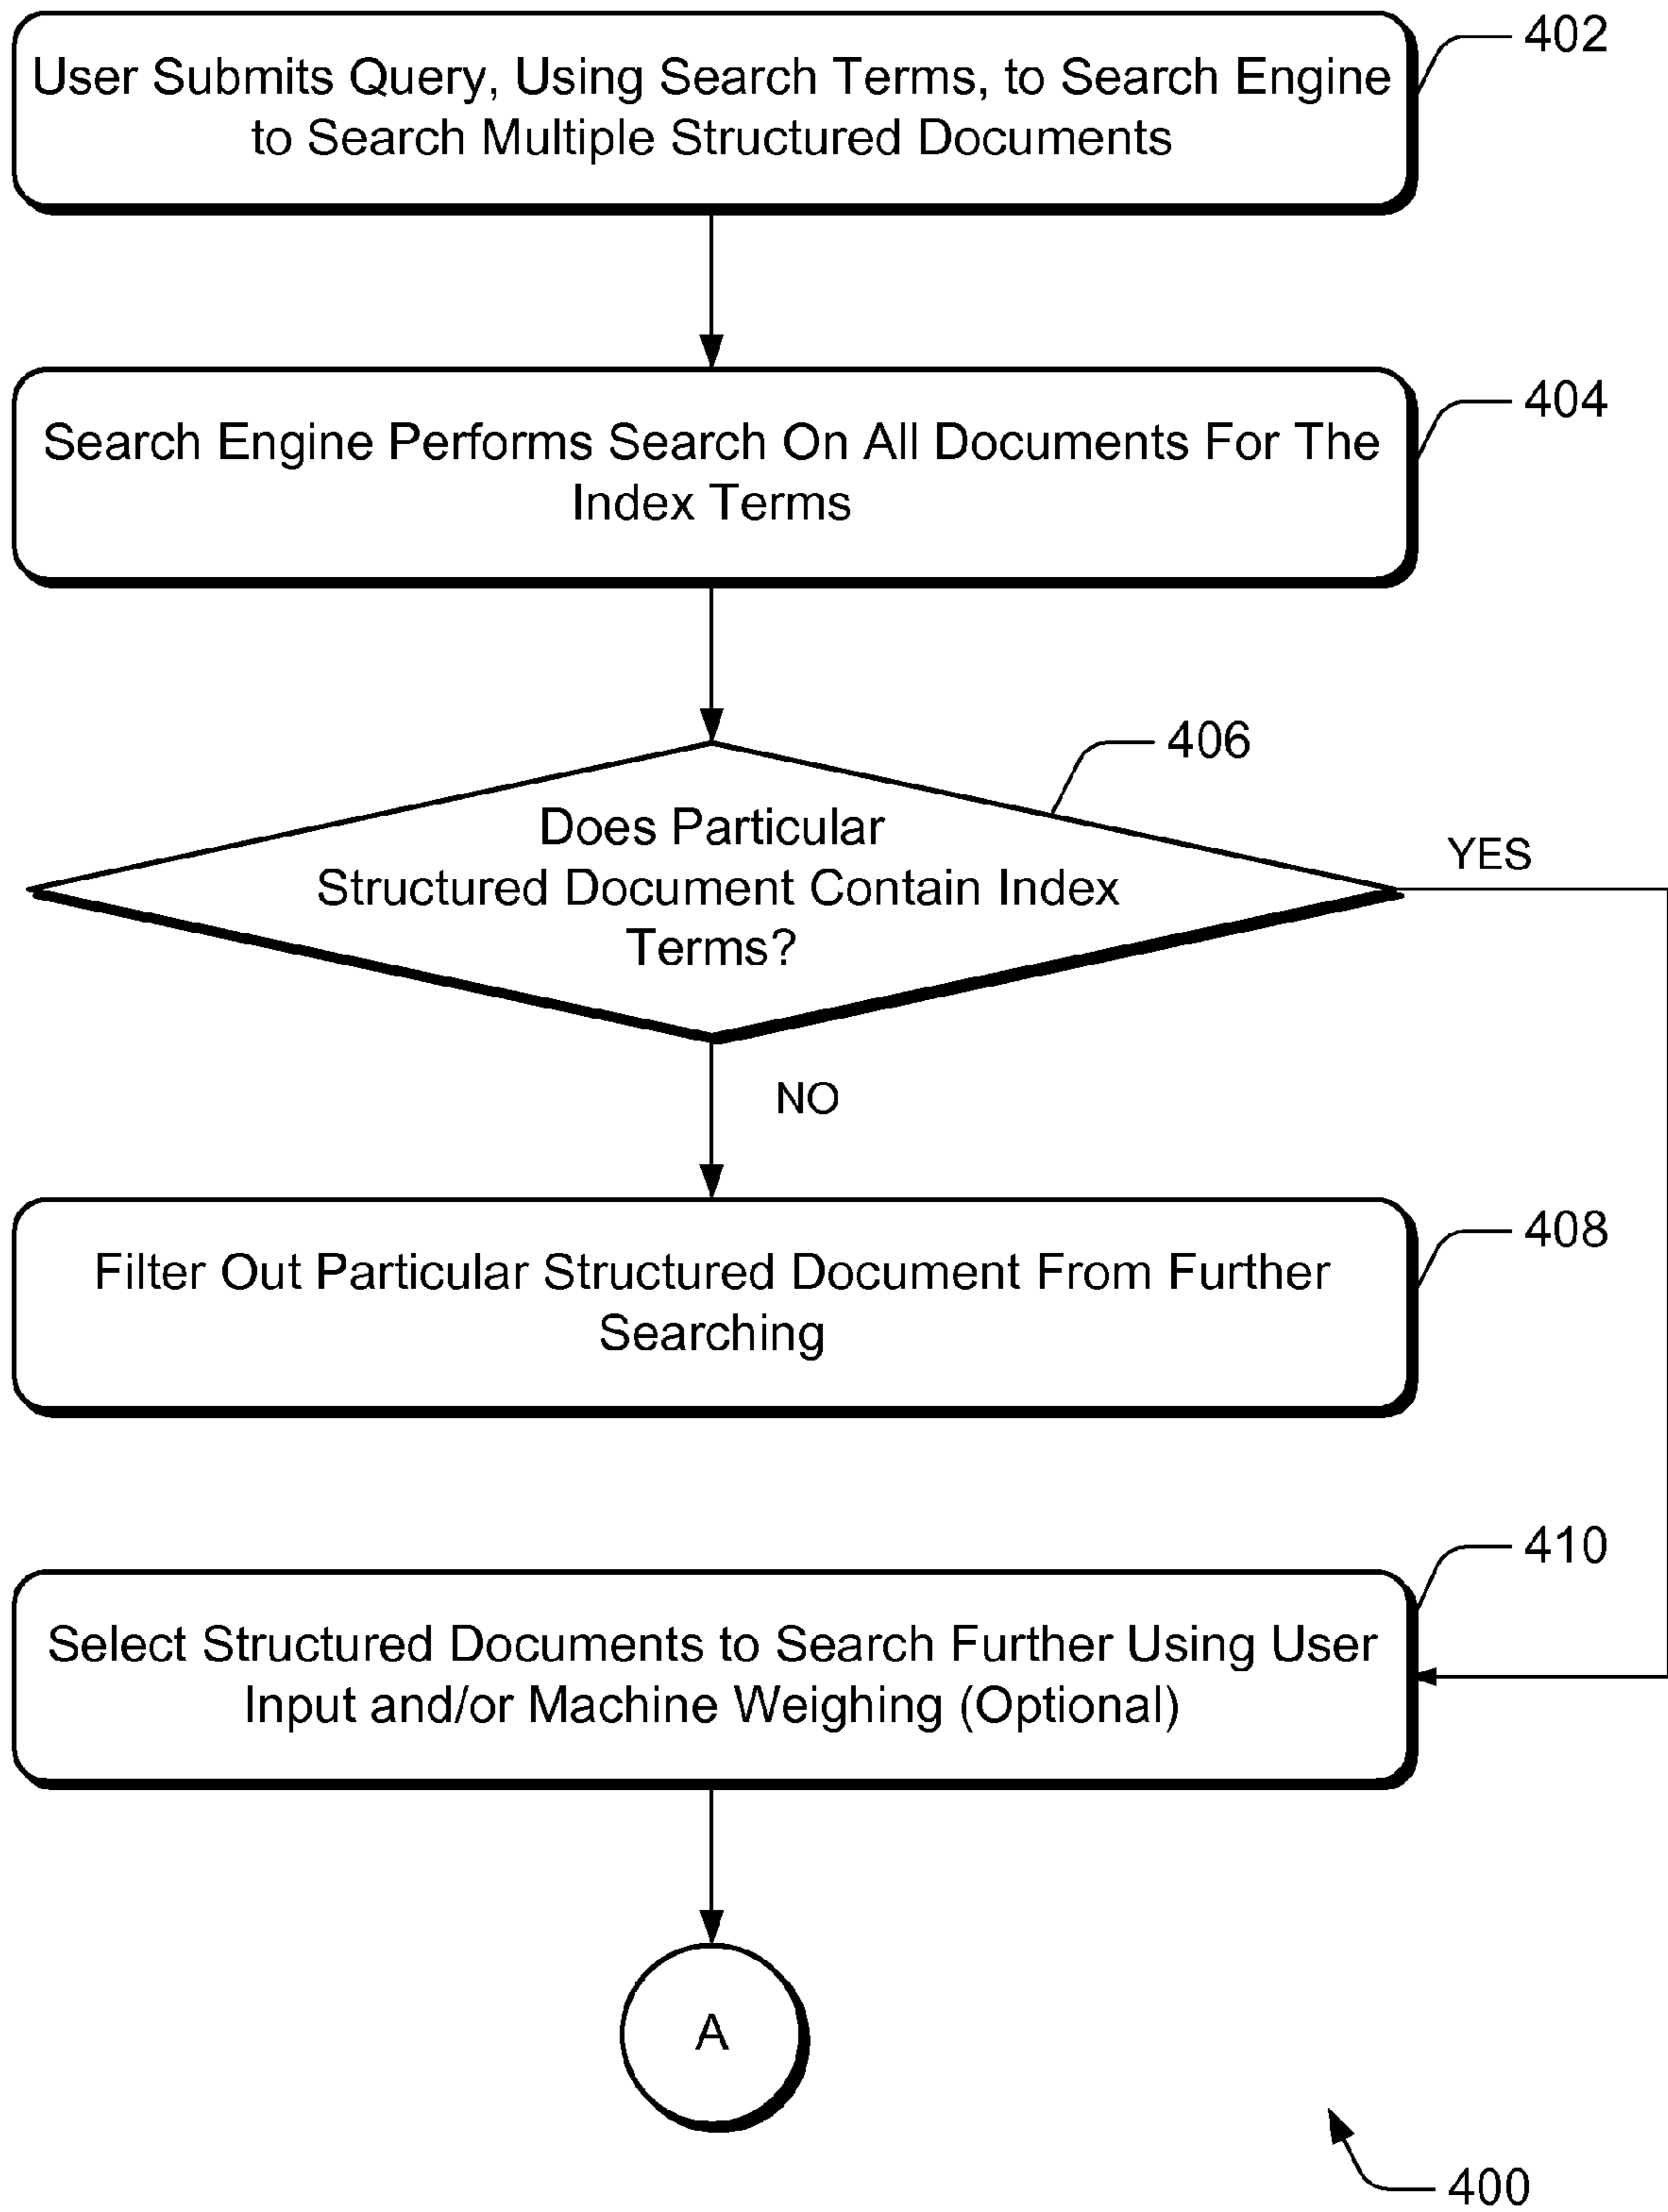 402
User Submits Query, Using Search Terms, to Search Engine
to Search Multiple Structured Documents
404
Search Engine Performs Search On All Documents For The
Index Terms
406
Does Particular
Structured Document Contain Index
Terms?
YES
NO
408
Filter Out Particular Structured Document From Further
Searching
410
Select Structured Documents to Search Further Using User
Input and/or Machine Weighing (Optional)
A
400